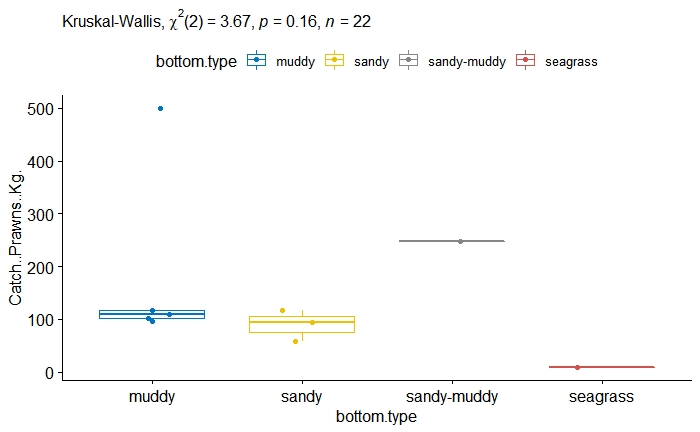 Kruskal-Wallis, χ²(2) = 3.67, p = 0.16, n = 22
bottom.type muddy sandy sandy-muddy seagrass
Catch..Prawns..Kg.
500
400
300
200
100
0
muddy sandy sandy-muddy seagrass
bottom.type